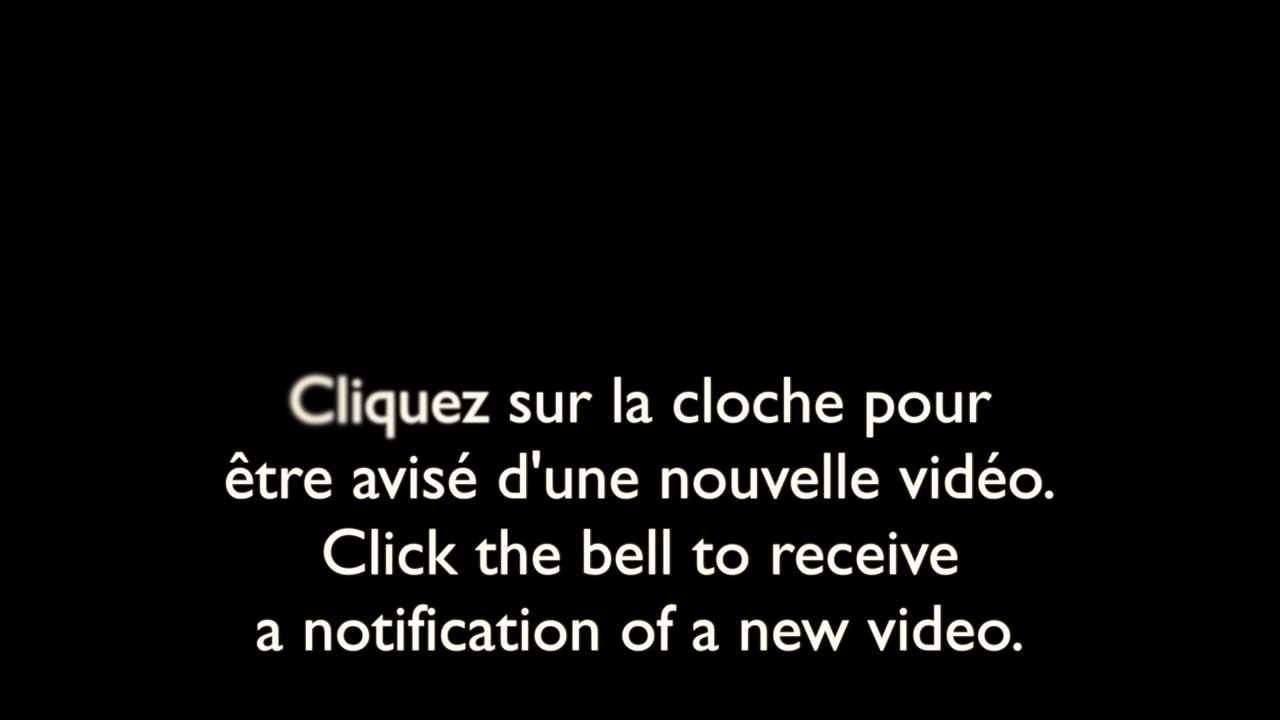 Cliquez sur la cloche pour
être avisé d'une nouvelle vidéo.
Click the bell to receive
a notification of a new video.